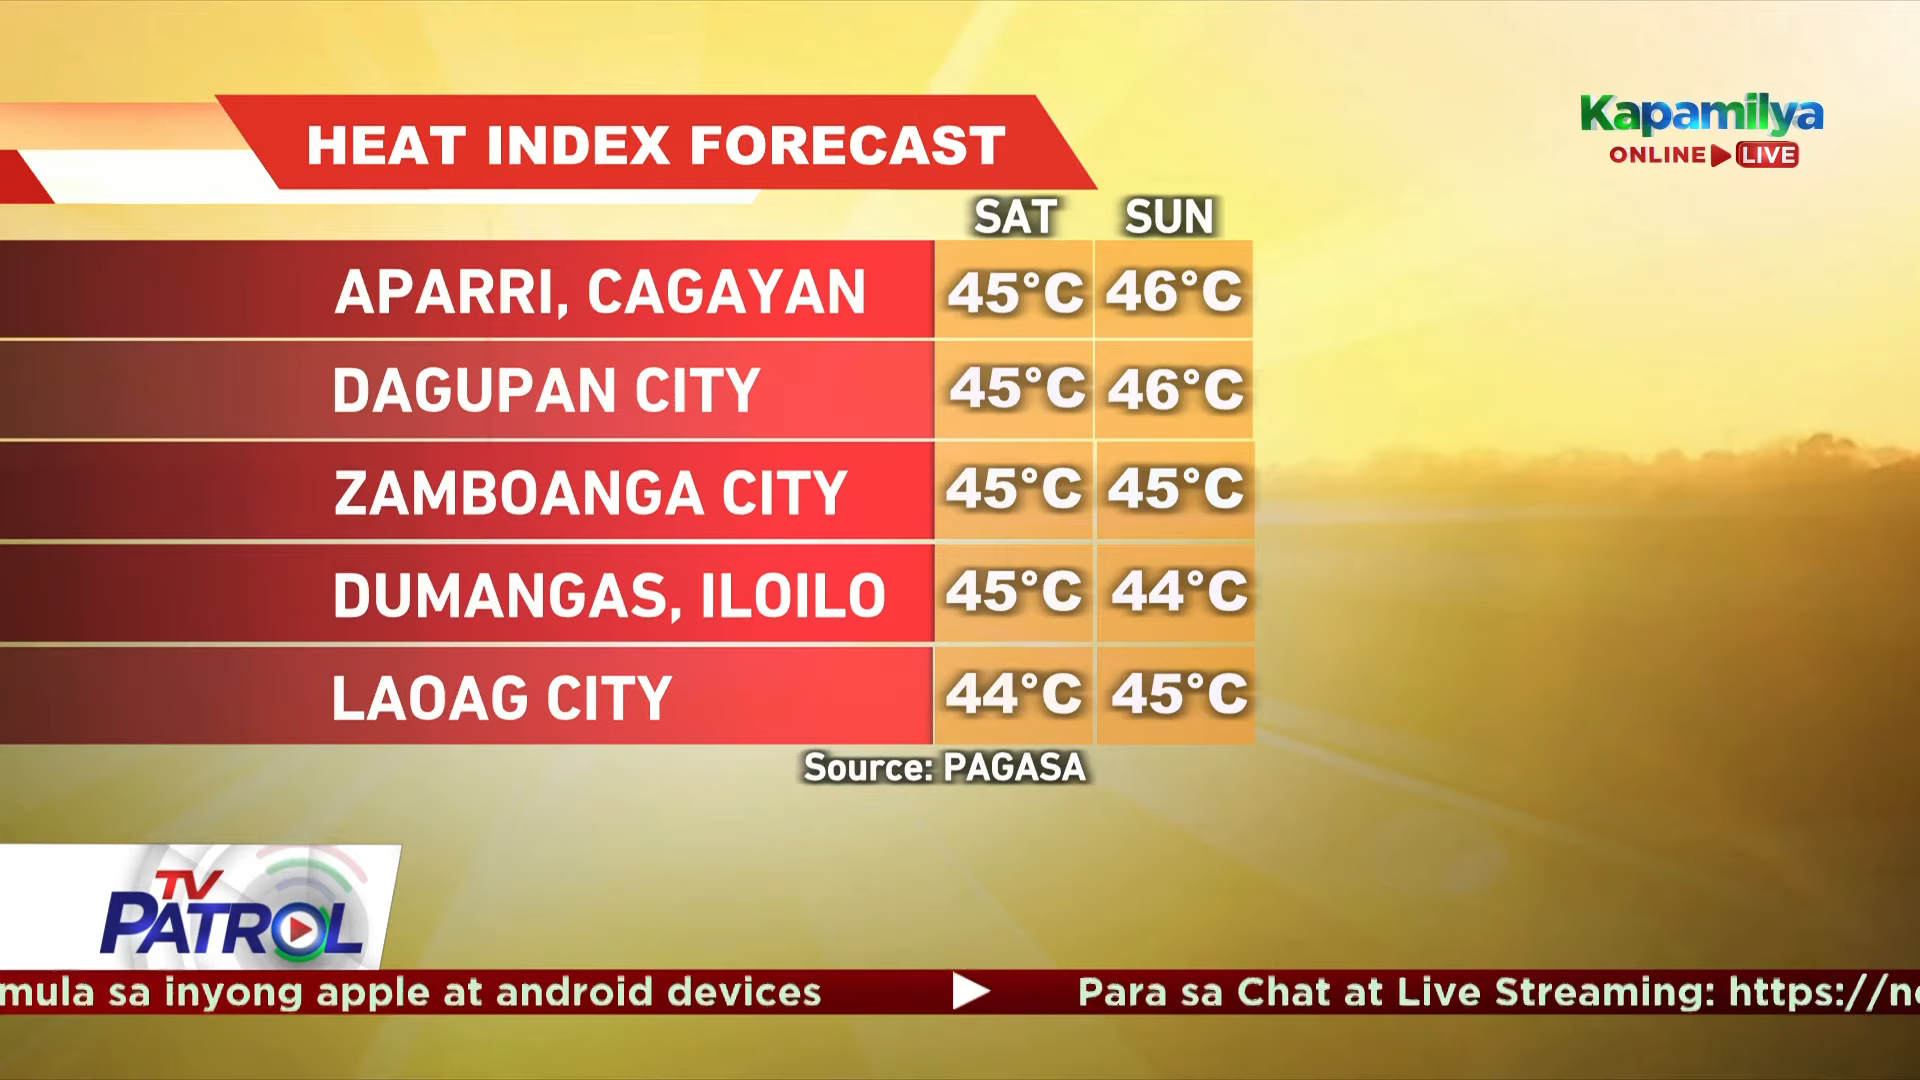 HEAT INDEX FORECAST
Kapamilya
ONLINE LIVE
SAT SUN
APARRI, CAGAYAN 45°C 46°C
DAGUPAN CITY 45°C 46°C
ZAMBOANGA CITY 45°C 45°C
DUMANGAS, ILOILO 45°C 44°C
LAOAG CITY 44°C 45°C
Source: PAGASA
TV
PATROL
mula sa inyong apple at android devices Para sa Chat at Live Streaming: https://